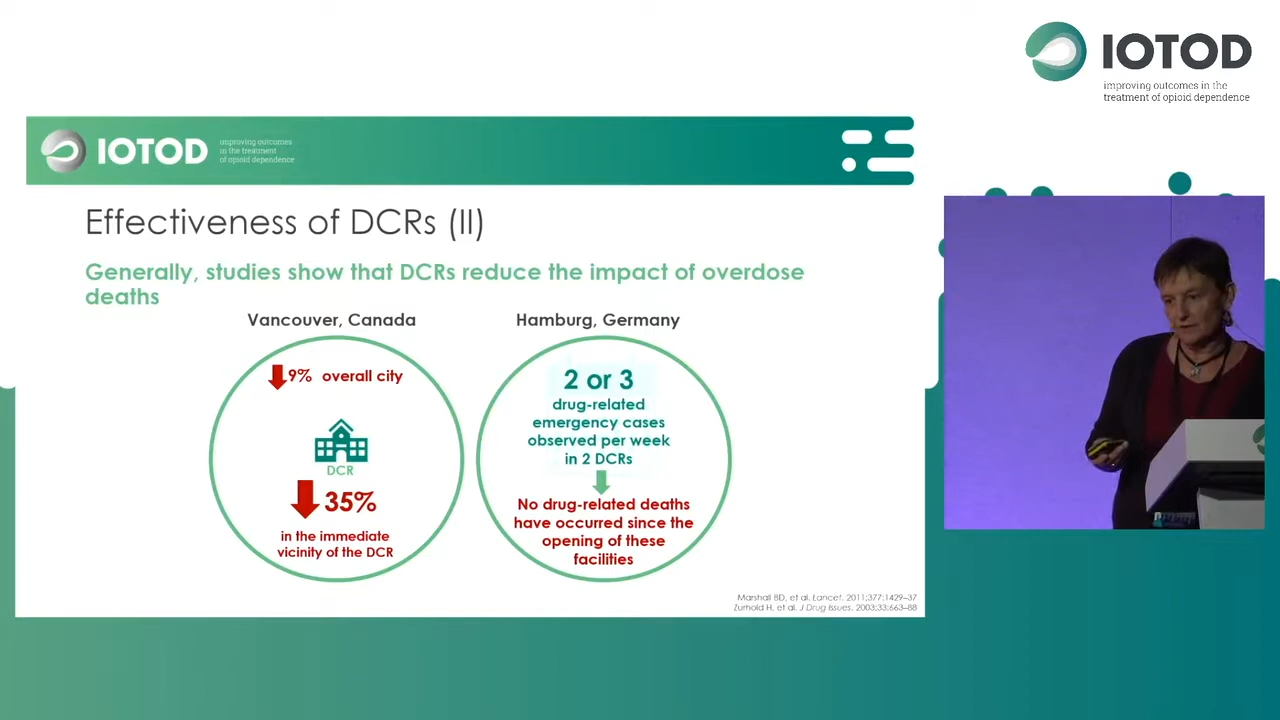 IOTOD
improving outcomes in the
treatment of opioid dependence
IOTOD
improving outcomes
in the treatment
of opioid dependence
Effectiveness of DCRs (II)
Generally, studies show that DCRs reduce the impact of overdose
deaths
Vancouver, Canada
9% overall city
DCR
35%
in the immediate
vicinity of the DCR
Hamburg, Germany
2 or 3
drug-related
emergency cases
observed per week
in 2 DCRs
No drug-related deaths
have occurred since the
opening of these
facilities
Marshall BD, et al. Lancet. 2011;377:1429–37
Zurhold H, et al. J Drug Issues. 2003;33:663–88